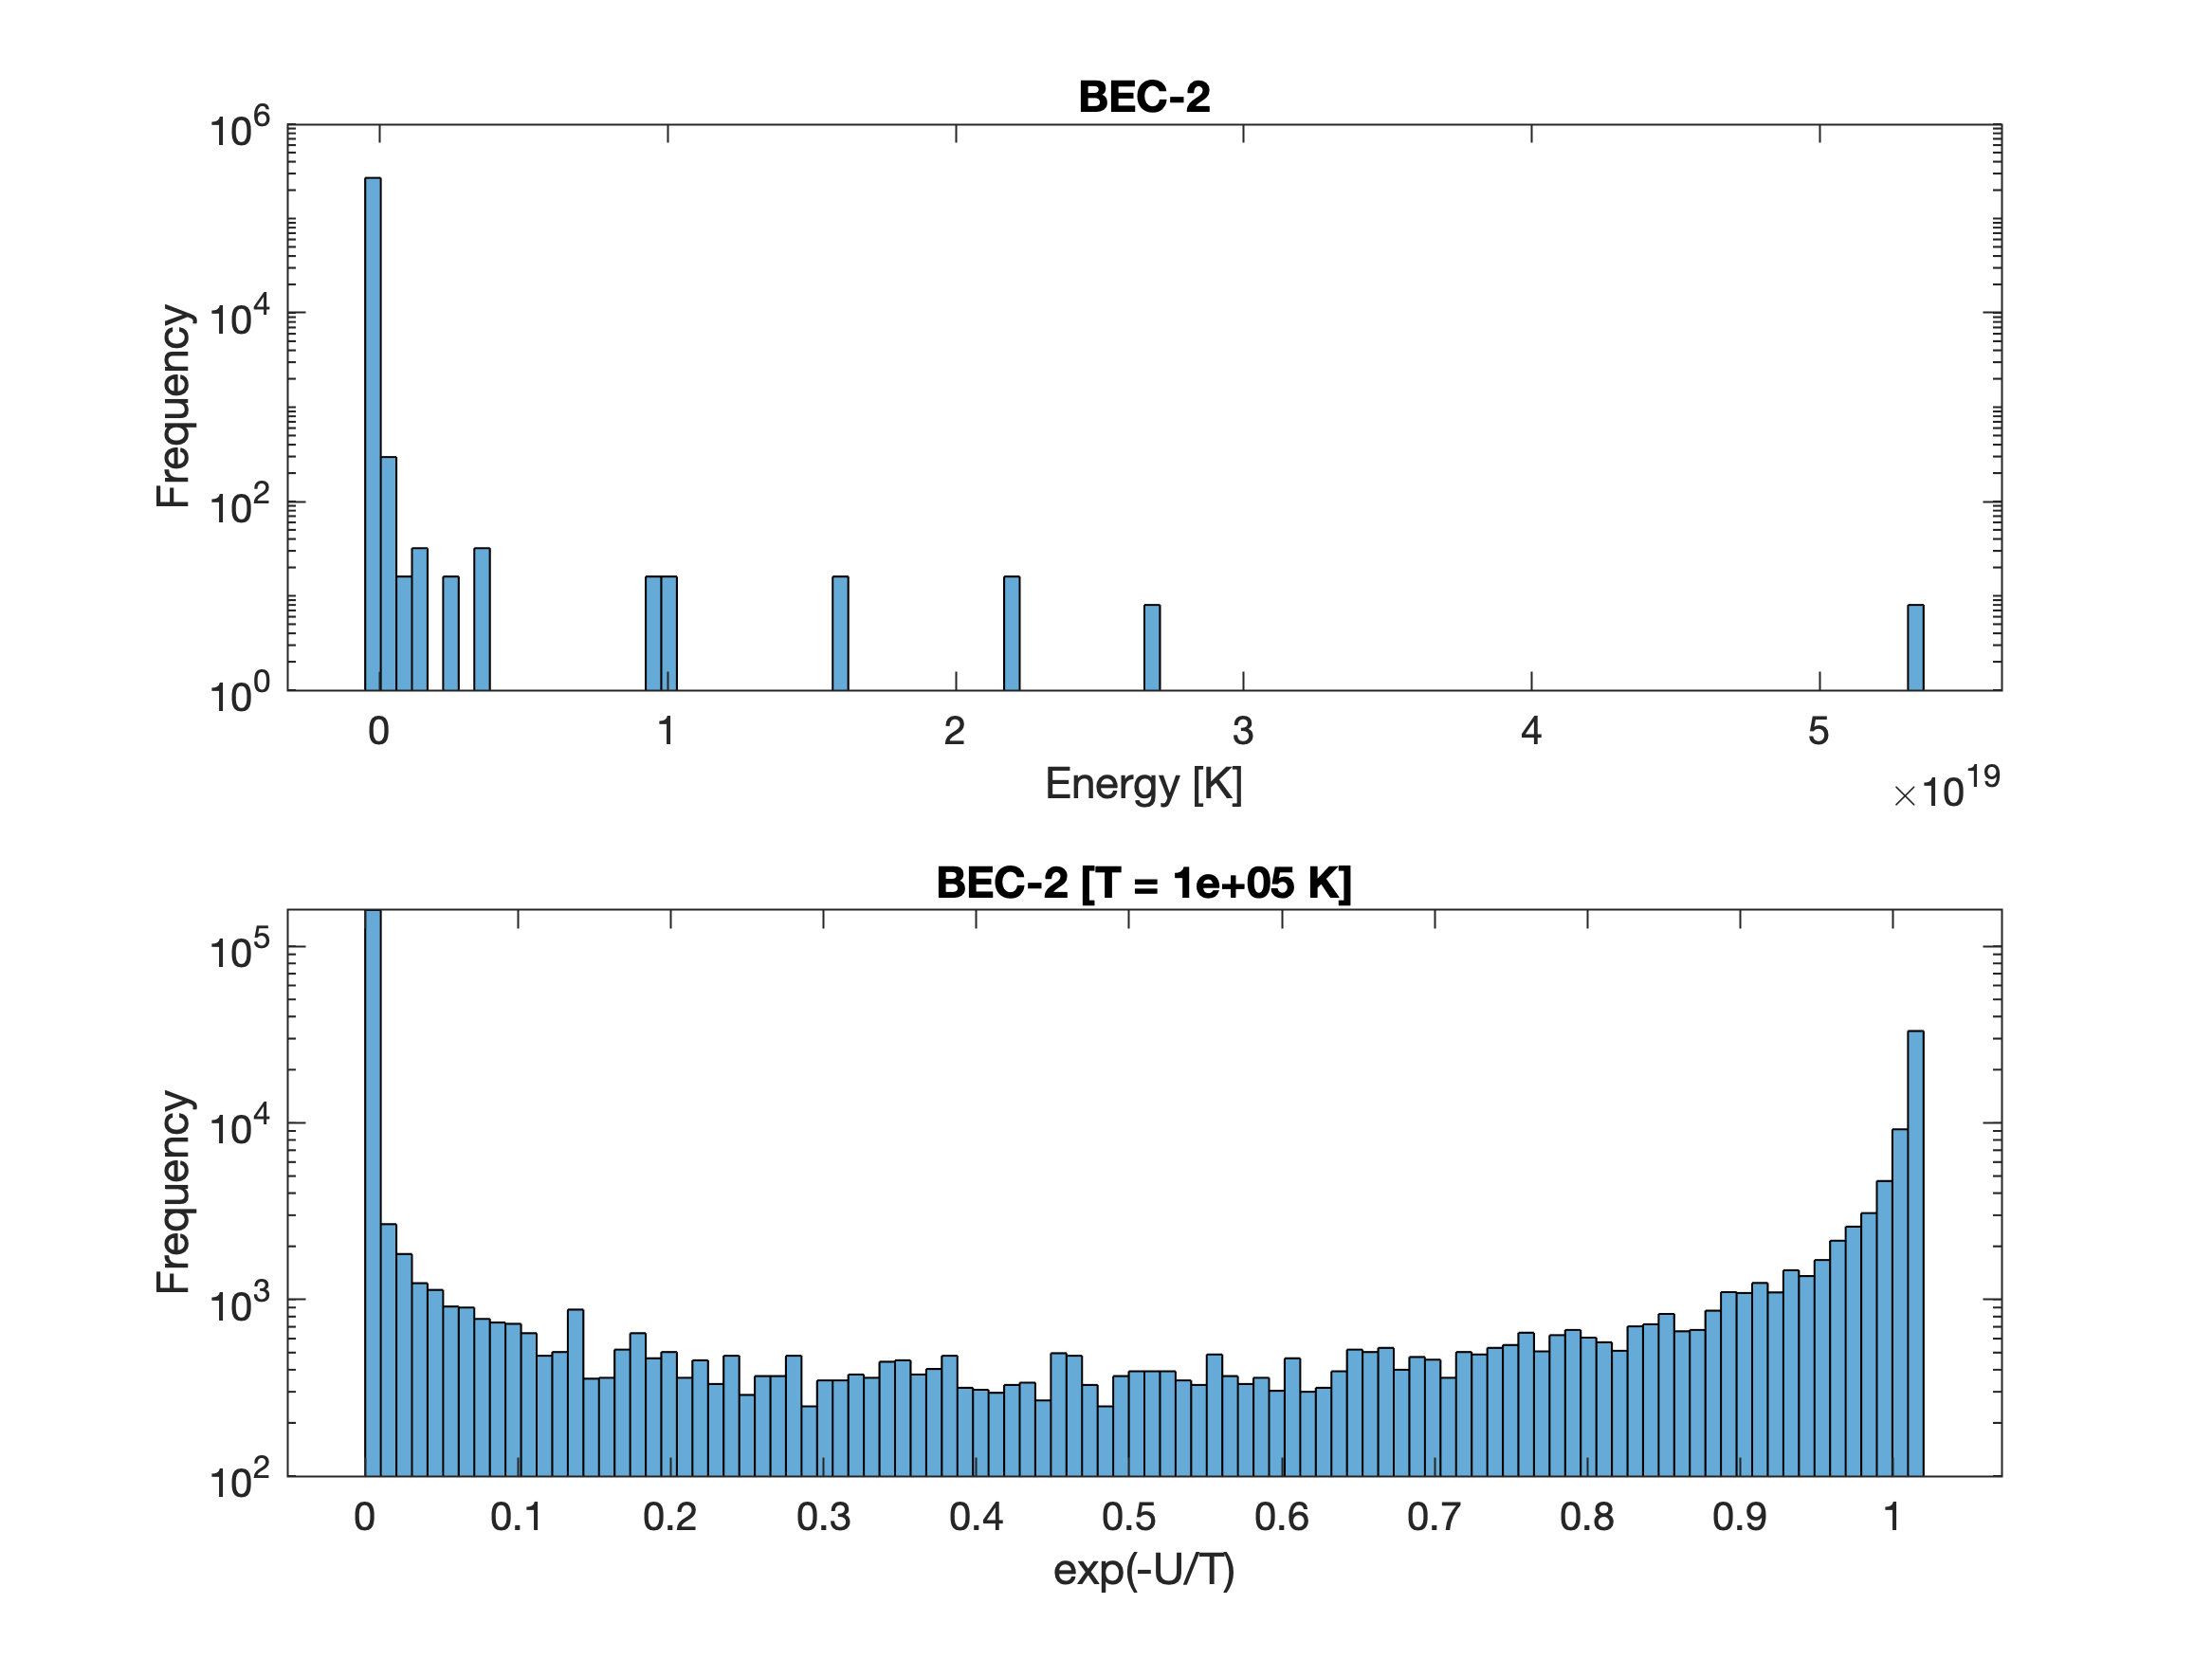 BEC-2
Frequency
10^6
10^4
10^2
10^0
0 1 2 3 4 5
Energy [K]
×10^19
BEC-2 [T = 1e+05 K]
Frequency
10^5
10^4
10^3
10^2
0 0.1 0.2 0.3 0.4 0.5 0.6 0.7 0.8 0.9 1
exp(-U/T)